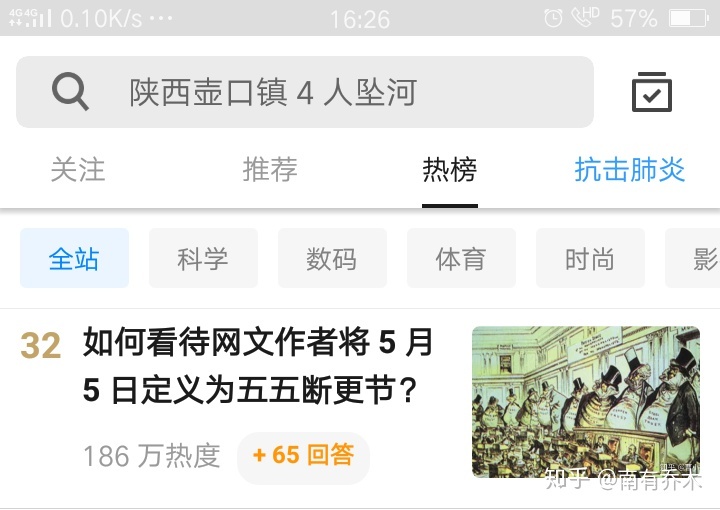 4G 4G 0.10K/s ··· 16:26 HD 57%
陕西壶口镇 4 人坠河
关注 推荐 热榜 抗击肺炎
全站 科学 数码 体育 时尚 影
32 如何看待网文作者将 5 月
5 日定义为五五断更节？
186 万热度 + 65 回答
知乎 @南有乔木